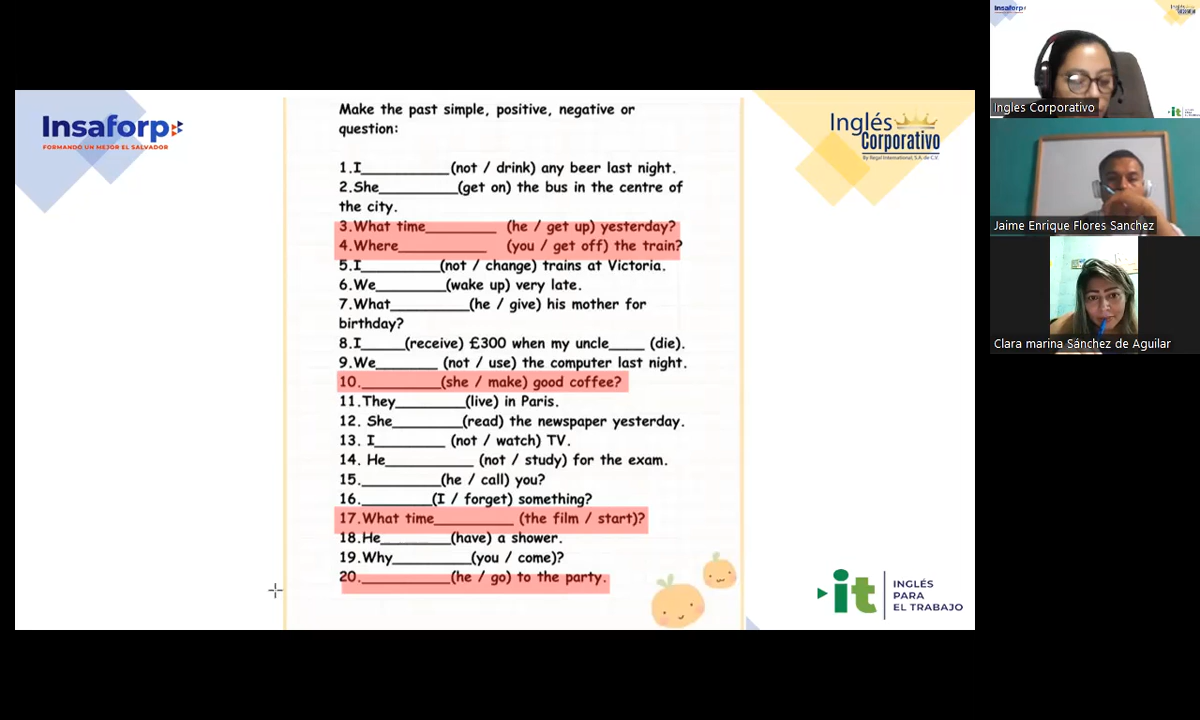 Insaforp
FORMANDO UN MEJOR EL SALVADOR
Inglés
Corporativo
By Regal International, S.A. de C.V.
Make the past simple, positive, negative or
question:
1.I__________(not / drink) any beer last night.
2.She_________(get on) the bus in the centre of
the city.
3.What time________ (he / get up) yesterday?
4.Where__________ (you / get off) the train?
5.I_________(not / change) trains at Victoria.
6.We________(wake up) very late.
7.What_________(he / give) his mother for
birthday?
8.I_____(receive) £300 when my uncle____ (die).
9.We_______ (not / use) the computer last night.
10._________(she / make) good coffee?
11.They________(live) in Paris.
12. She________(read) the newspaper yesterday.
13. I________ (not / watch) TV.
14. He__________ (not / study) for the exam.
15._________(he / call) you?
16.________(I / forget) something?
17.What time_________ (the film / start)?
18.He________(have) a shower.
19.Why_________(you / come)?
20.__________(he / go) to the party.
it
INGLÉS
PARA
EL TRABAJO
Insaforp
Ingles Corporativo
it
Jaime Enrique Flores Sanchez
Clara marina Sánchez de Aguilar